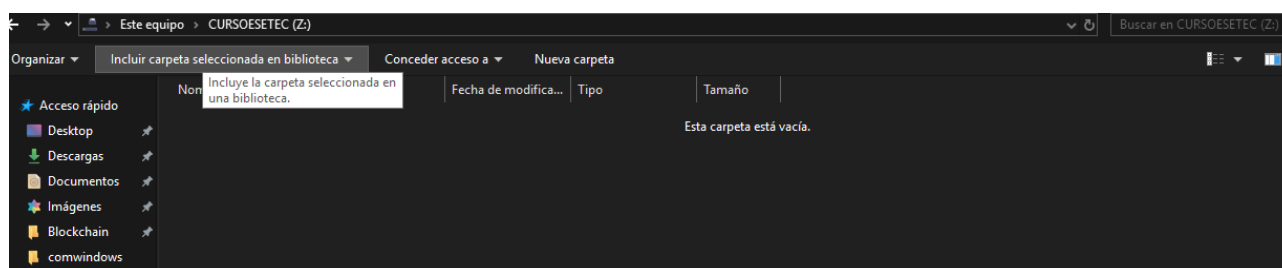 Este equipo > CURSOESETEC (Z:)
Buscar en CURSOESETEC (Z:)
Organizar
Incluir carpeta seleccionada en biblioteca
Conceder acceso a
Nueva carpeta
Incluye la carpeta seleccionada en
una biblioteca.
Fecha de modifica...
Tipo
Tamaño
Esta carpeta está vacía.
Acceso rápido
Desktop
Descargas
Documentos
Imágenes
Blockchain
comwindows